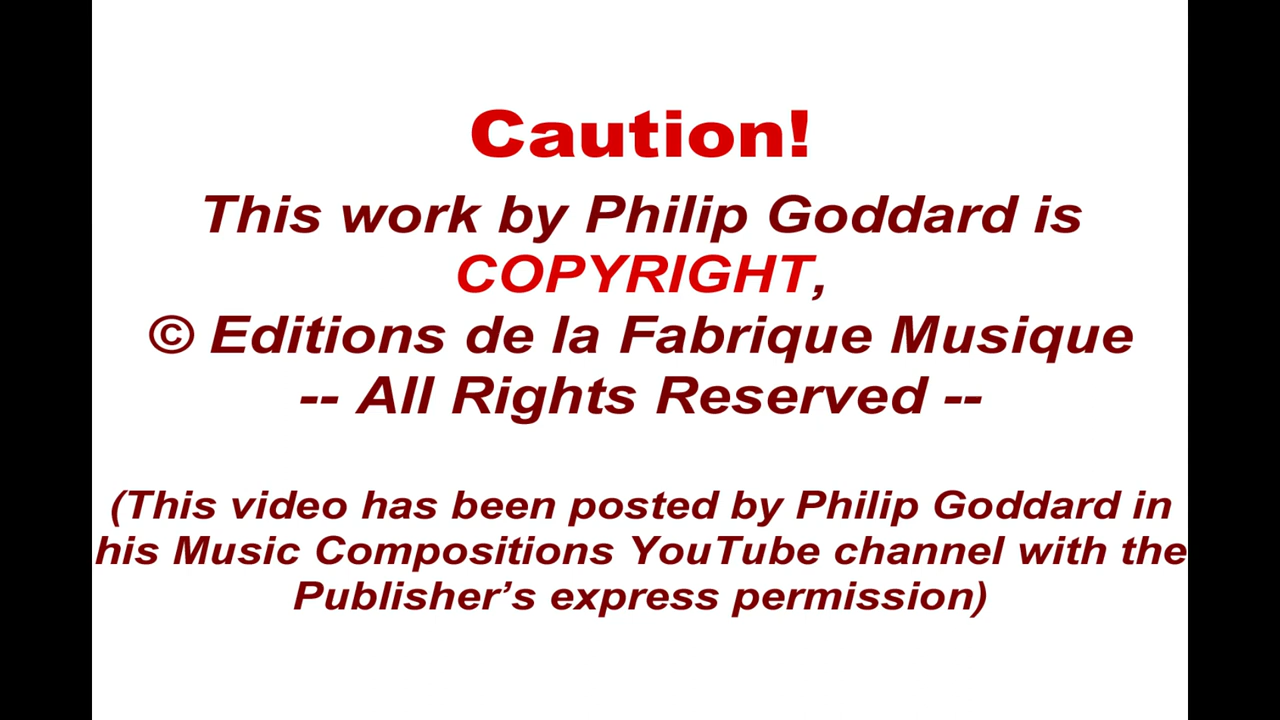 Caution!
This work by Philip Goddard is
COPYRIGHT,
© Editions de la Fabrique Musique
-- All Rights Reserved --
(This video has been posted by Philip Goddard in
his Music Compositions YouTube channel with the
Publisher’s express permission)